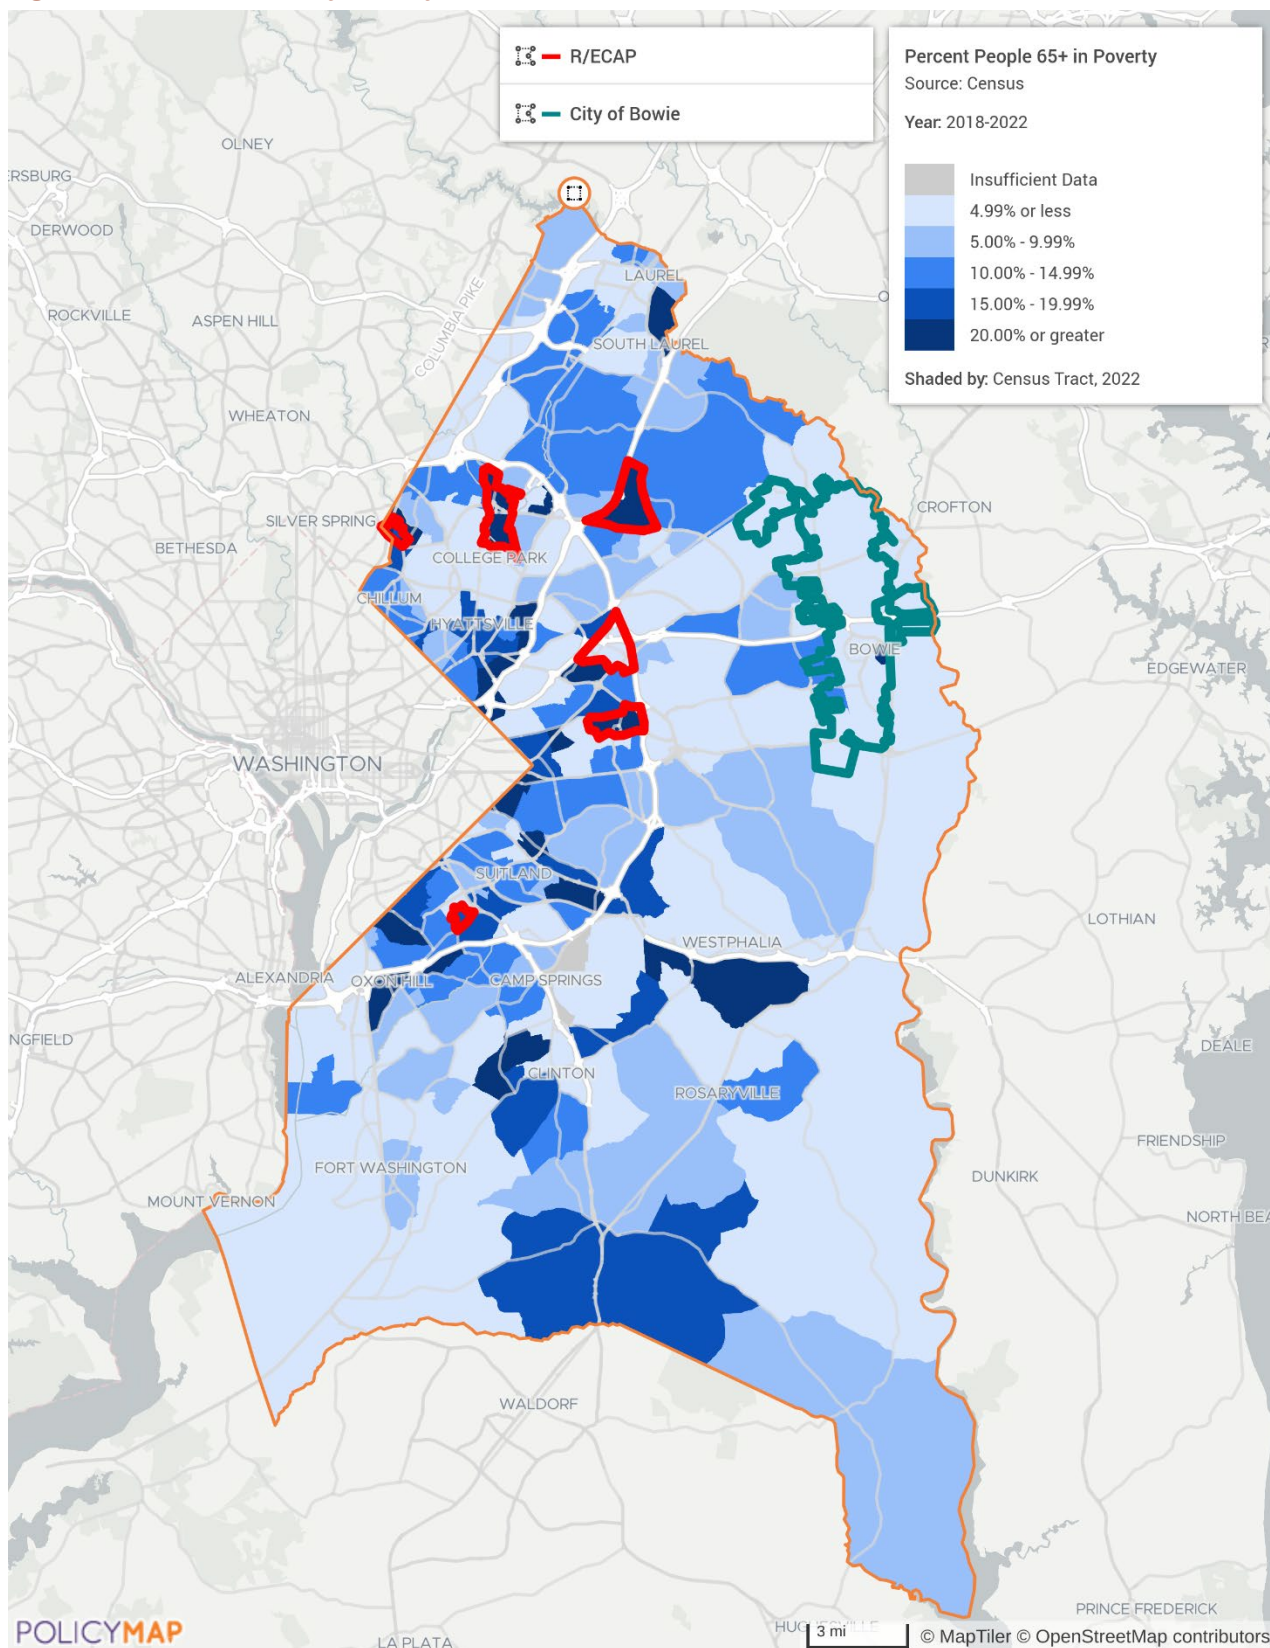 R/ECAP
City of Bowie
Percent People 65+ in Poverty
Source: Census
Year: 2018-2022
Insufficient Data
4.99% or less
5.00% - 9.99%
10.00% - 14.99%
15.00% - 19.99%
20.00% or greater
Shaded by: Census Tract, 2022
OLNEY
ERSBURG
DERWOOD
LAUREL
ROCKVILLE
ASPEN HILL
COLUMBIA PIKE
SOUTH LAUREL
WHEATON
CROFTON
SILVER SPRING
BETHESDA
COLLEGE PARK
CHILLUM
HYATTSVILLE
BOWIE
EDGEWATER
WASHINGTON
SUITLAND
LOTHIAN
WESTPHALIA
ALEXANDRIA
OXON HILL
CAMP SPRINGS
NGFIELD
DEALE
CLINTON
ROSARYVILLE
FRIENDSHIP
FORT WASHINGTON
DUNKIRK
MOUNT VERNON
NORTH BEA
WALDORF
PRINCE FREDERICK
POLICYMAP
LA PLATA
3 mi
© MapTiler © OpenStreetMap contributors